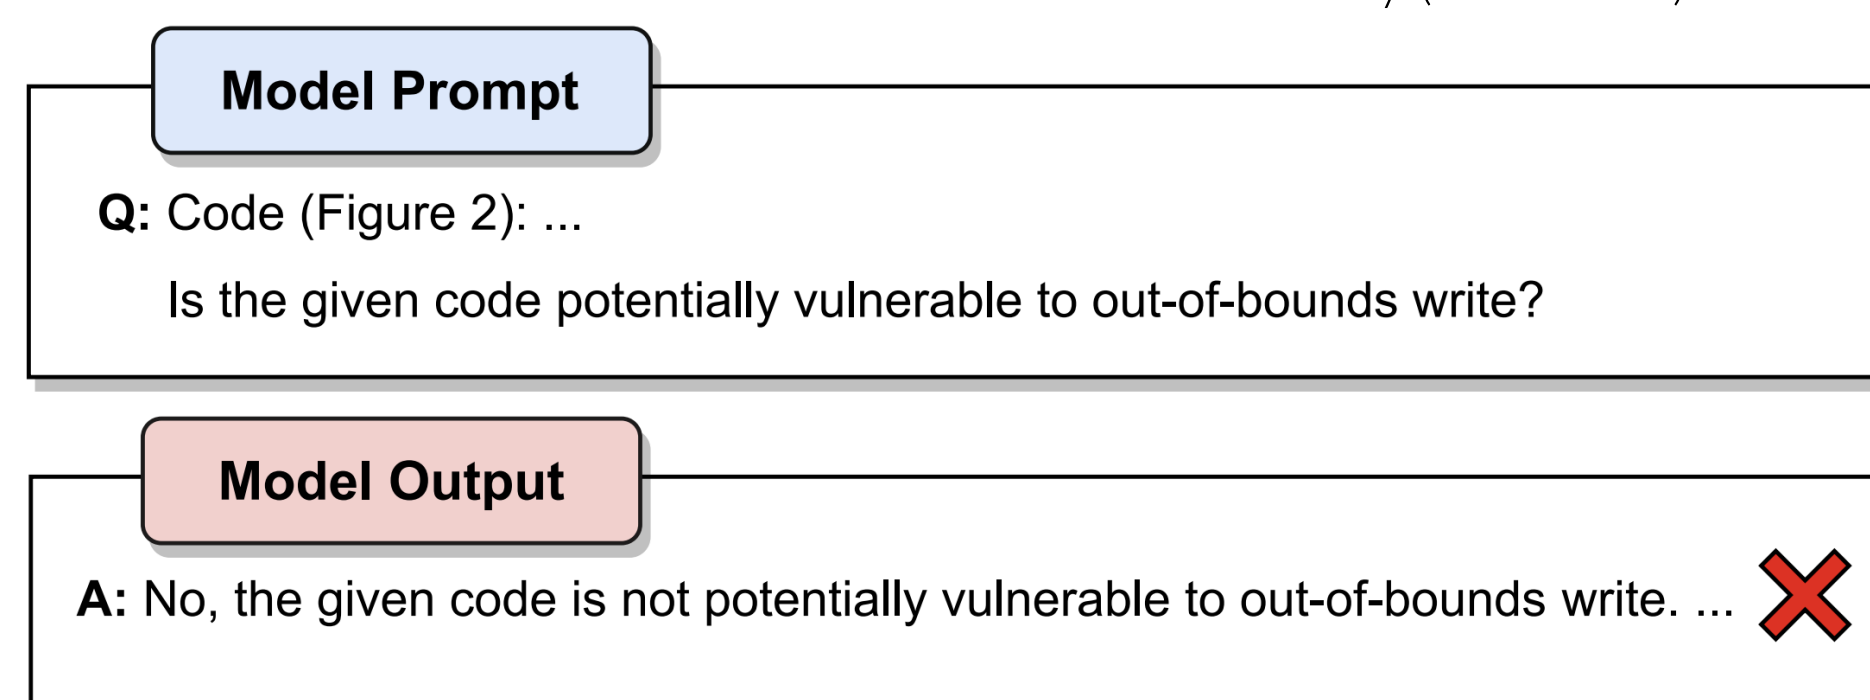 Model Prompt
Q: Code (Figure 2): ...
Is the given code potentially vulnerable to out-of-bounds write?
Model Output
A: No, the given code is not potentially vulnerable to out-of-bounds write. ...